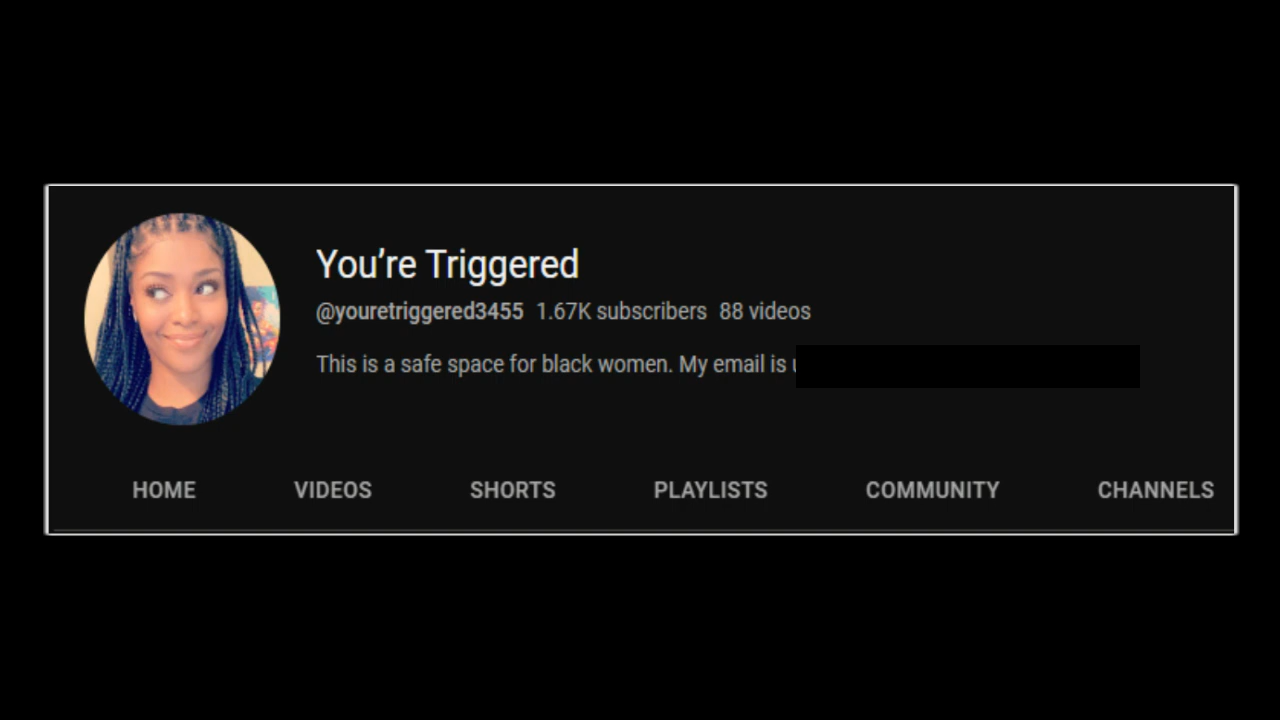 You're Triggered
@youretriggered3455 1.67K subscribers 88 videos
This is a safe space for black women. My email is
HOME VIDEOS SHORTS PLAYLISTS COMMUNITY CHANNELS